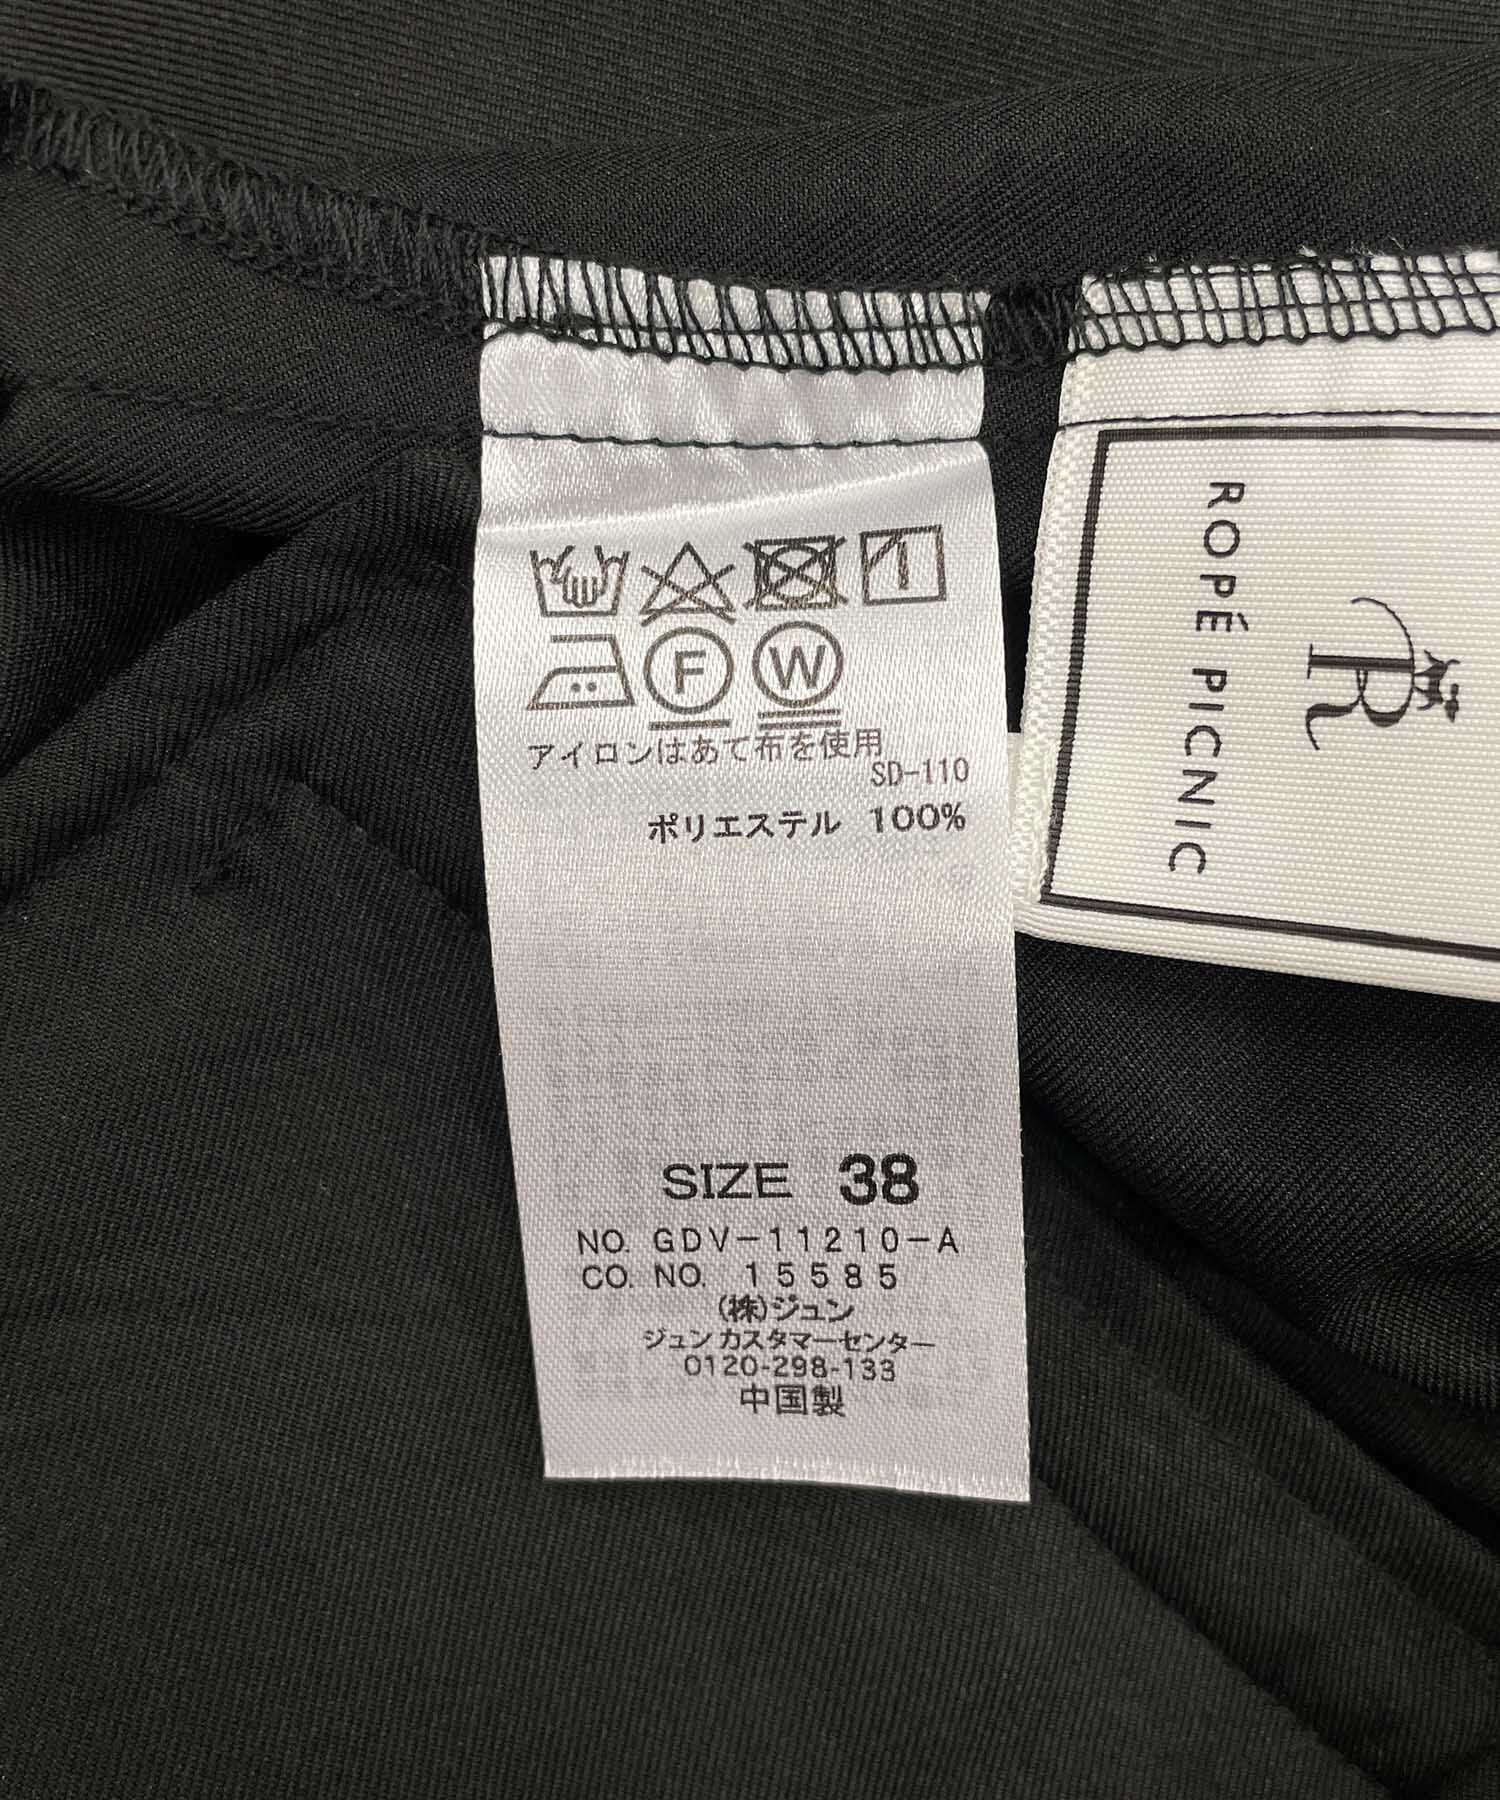 F W
アイロンはあて布を使用
SD-110
ポリエステル 100%
SIZE 38
NO. GDV-11210-A
CO. NO. 15585
(株)ジュン
ジュン カスタマーセンター
0120-298-133
中国製
R
ROPÉ PICNIC